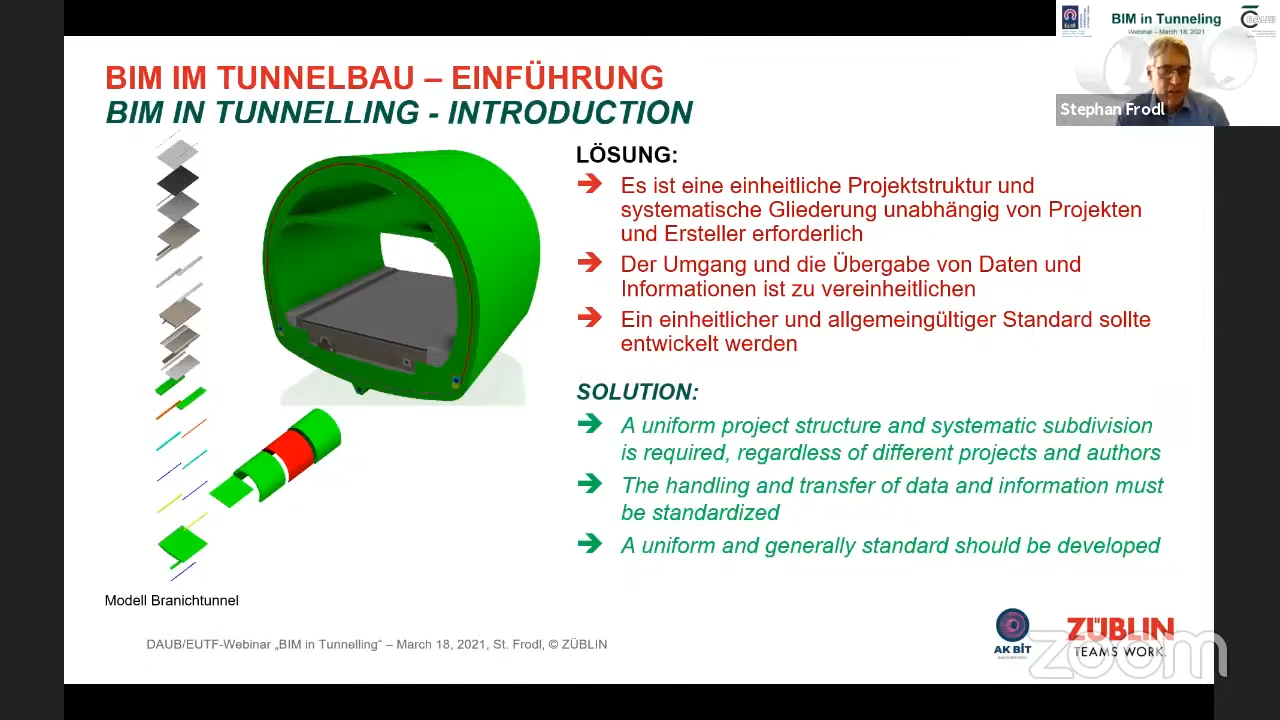 BIM IM TUNNELBAU – EINFÜHRUNG
BIM IN TUNNELLING - INTRODUCTION
LÖSUNG:
Es ist eine einheitliche Projektstruktur und
systematische Gliederung unabhängig von Projekten
und Ersteller erforderlich
Der Umgang und die Übergabe von Daten und
Informationen ist zu vereinheitlichen
Ein einheitlicher und allgemeingültiger Standard sollte
entwickelt werden
SOLUTION:
A uniform project structure and systematic subdivision
is required, regardless of different projects and authors
The handling and transfer of data and information must
be standardized
A uniform and generally standard should be developed
Modell Branichtunnel
DAUB/EUTF-Webinar „BIM in Tunnelling“ – March 18, 2021, St. Frodl, © ZÜBLIN
AK BIT
ZÜBLIN
TEAMS WORK.
zoom
BIM in Tunneling
Webinar – March 18, 2021
DAUB
Stephan Frodl